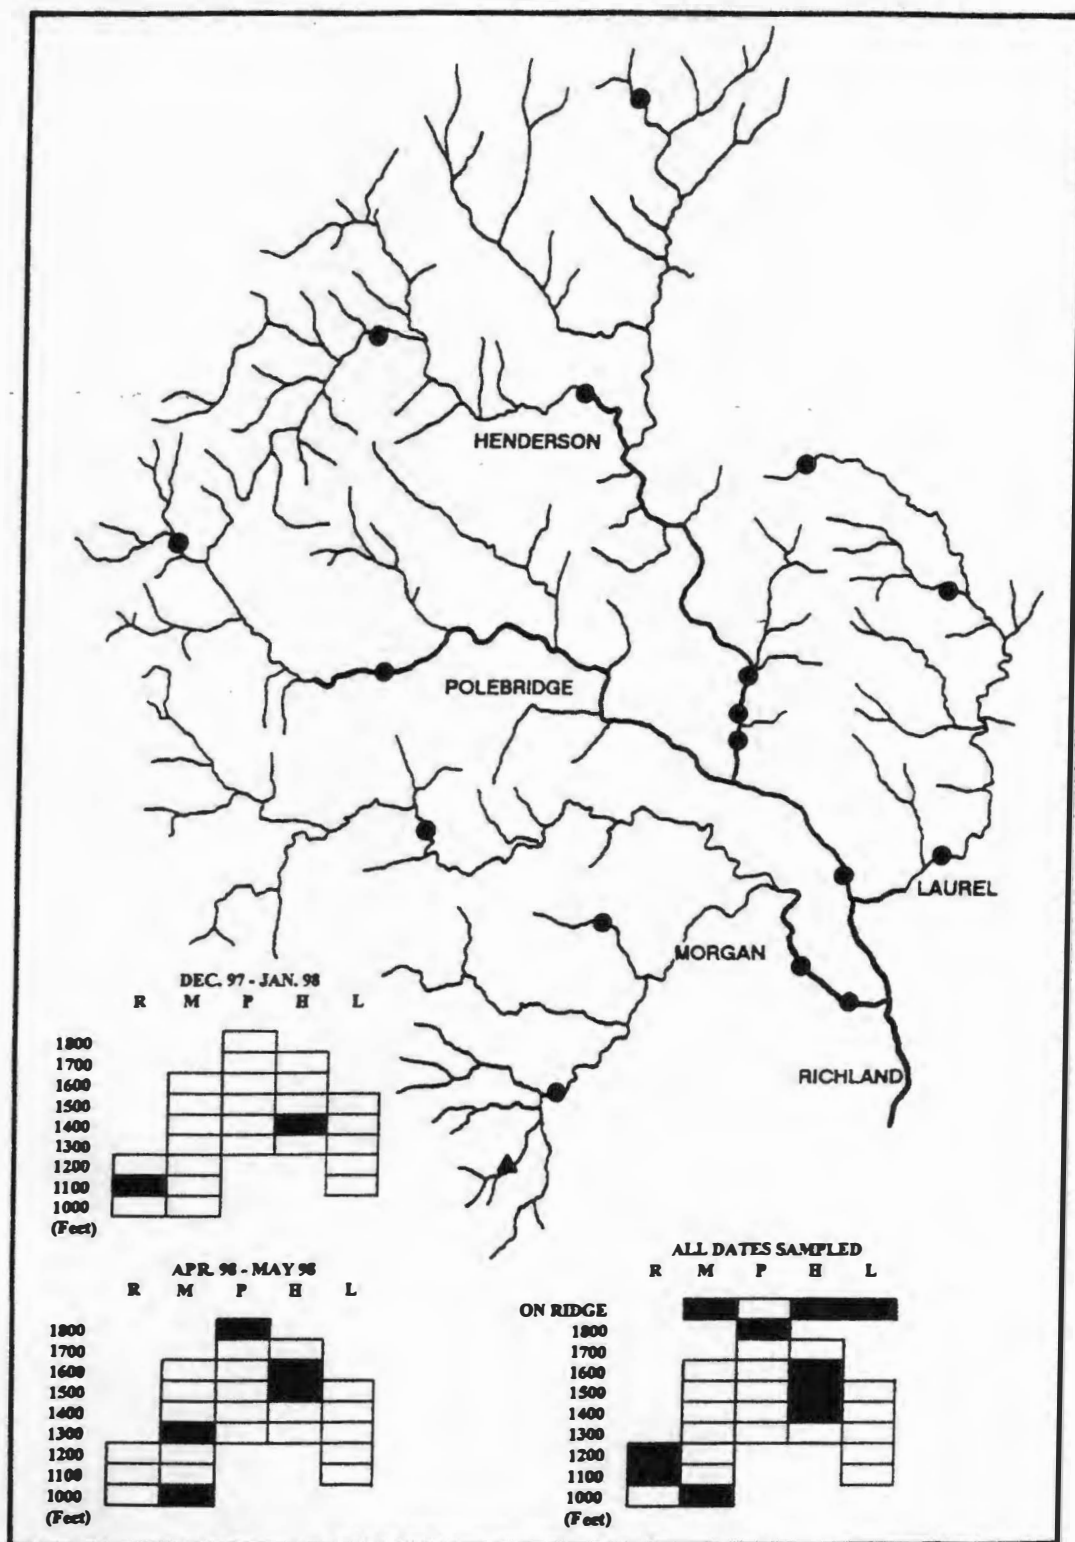 HENDERSON
POLEBRIDGE
LAUREL
MORGAN
RICHLAND
DEC. 97 - JAN. 98
R M P H L
1800
1700
1600
1500
1400
1300
1200
1100
1000
(Feet)
APR. 98 - MAY 98
R M P H L
1800
1700
1600
1500
1400
1300
1200
1100
1000
(Feet)
ALL DATES SAMPLED
R M P H L
ON RIDGE
1800
1700
1600
1500
1400
1300
1200
1100
1000
(Feet)